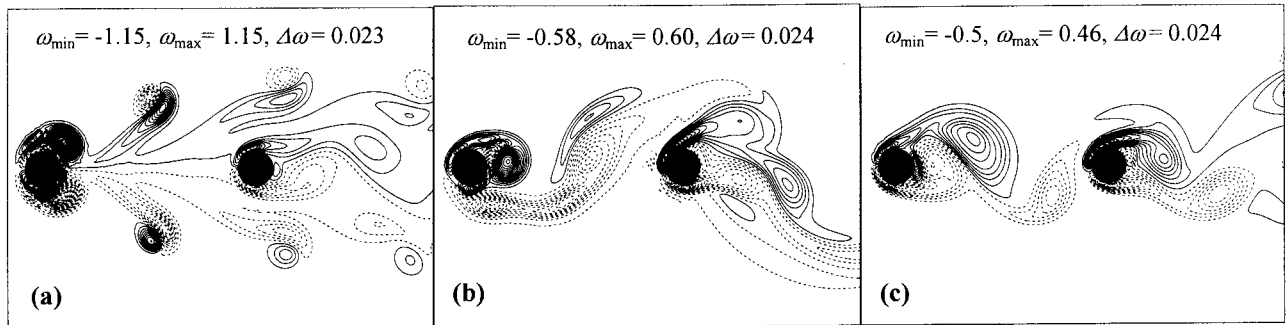 ω_min= -1.15, ω_max= 1.15, Δω= 0.023
ω_min= -0.58, ω_max= 0.60, Δω= 0.024
ω_min= -0.5, ω_max= 0.46, Δω= 0.024
(a)
(b)
(c)